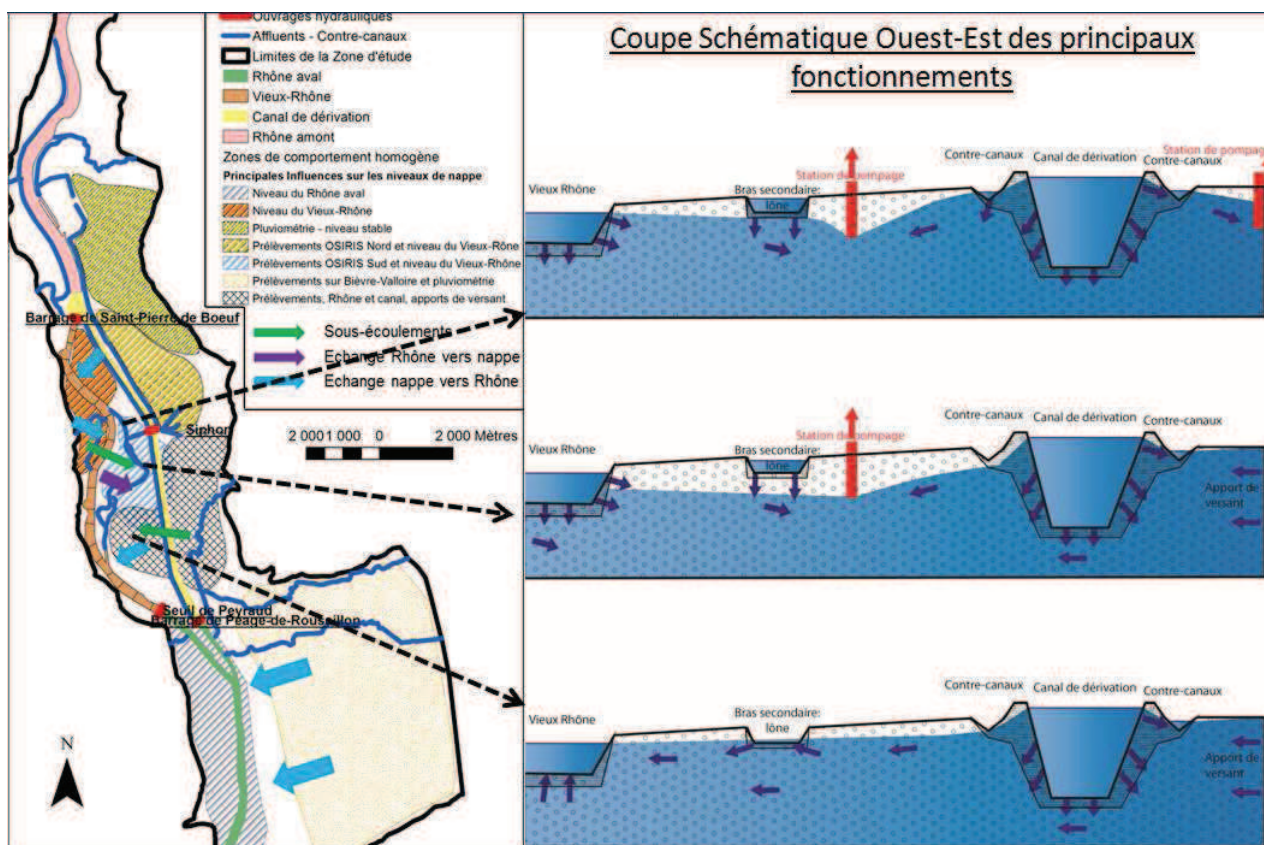 Ouvrages hydrauliques
Affluents - Contre-canaux
Limites de la Zone d'étude
Rhône aval
Vieux-Rhône
Canal de dérivation
Rhône amont
Zones de comportement homogène
Principales Influences sur les niveaux de nappe
Niveau du Rhône aval
Niveau du Vieux-Rhône
Pluviométrie - niveau stable
Prélèvements OSIRIS Nord et niveau du Vieux-Rône
Prélèvements OSIRIS Sud et niveau du Vieux-Rhône
Prélèvements sur Bièvre-Valloire et pluviométrie
Prélèvements, Rhône et canal, apports de versant
Sous-écoulements
Echange Rhône vers nappe
Echange nappe vers Rhône
2 000 1 000 0 2 000 Mètres
Barrage de Saint-Pierre de Boeuf
Siphon
Seuil de Peyraud
Barrage de Péage-de-Roussillon
N
Coupe Schématique Ouest-Est des principaux
fonctionnements
Vieux Rhône
Bras secondaire:
lône
Station de pompage
Contre-canaux
Canal de dérivation
Contre-canaux
Station de pompage
Vieux Rhône
Bras secondaire:
lône
Station de pompage
Contre-canaux
Canal de dérivation
Contre-canaux
Apport de
versant
Vieux Rhône
Bras secondaire:
lône
Contre-canaux
Canal de dérivation
Contre-canaux
Apport de
versant